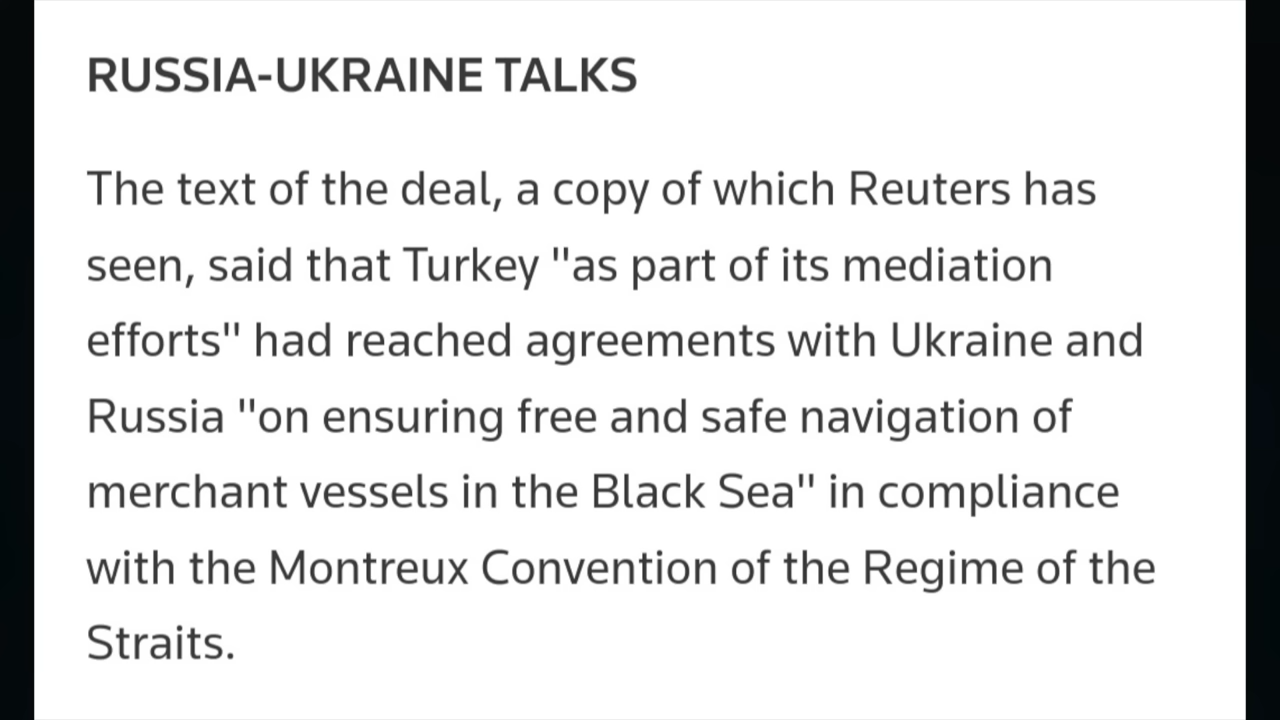 RUSSIA-UKRAINE TALKS
The text of the deal, a copy of which Reuters has
seen, said that Turkey "as part of its mediation
efforts" had reached agreements with Ukraine and
Russia "on ensuring free and safe navigation of
merchant vessels in the Black Sea" in compliance
with the Montreux Convention of the Regime of the
Straits.